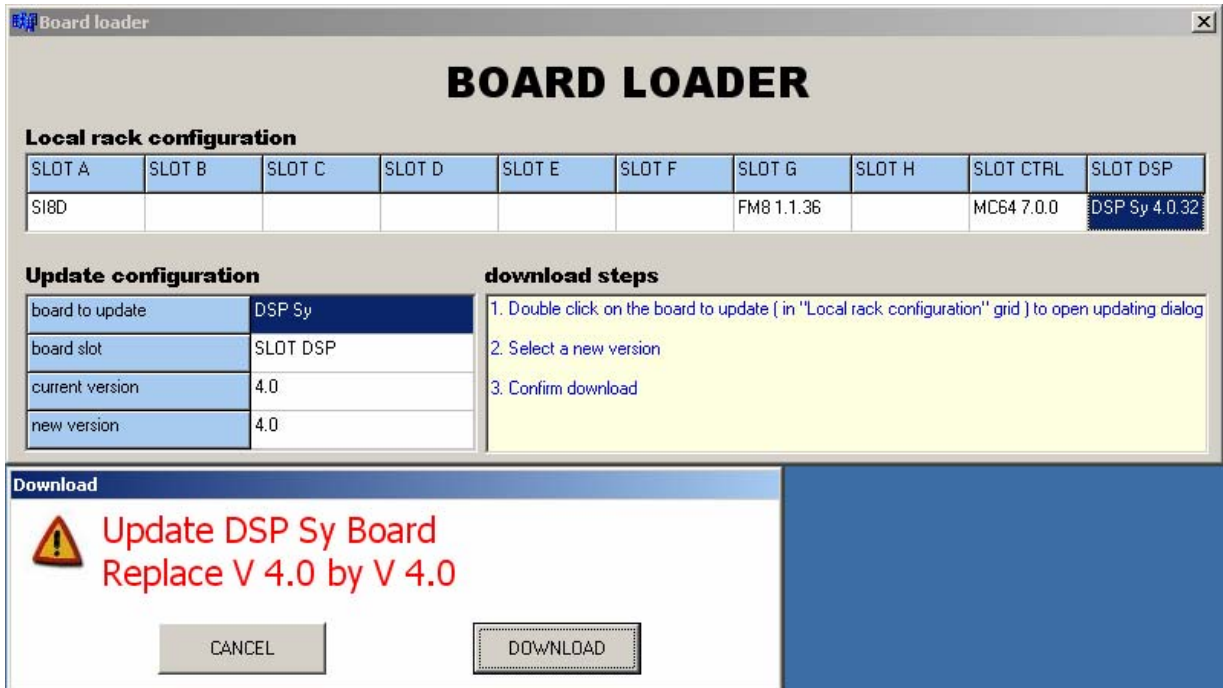 Board loader
BOARD LOADER
Local rack configuration
SLOT A SLOT B SLOT C SLOT D SLOT E SLOT F SLOT G SLOT H SLOT CTRL SLOT DSP
SI8D FM8 1.1.36 MC64 7.0.0 DSP Sy 4.0.32
Update configuration
board to update DSP Sy
board slot SLOT DSP
current version 4.0
new version 4.0
download steps
1. Double click on the board to update ( in "Local rack configuration" grid ) to open updating dialog
2. Select a new version
3. Confirm download
Download
Update DSP Sy Board
Replace V 4.0 by V 4.0
CANCEL DOWNLOAD